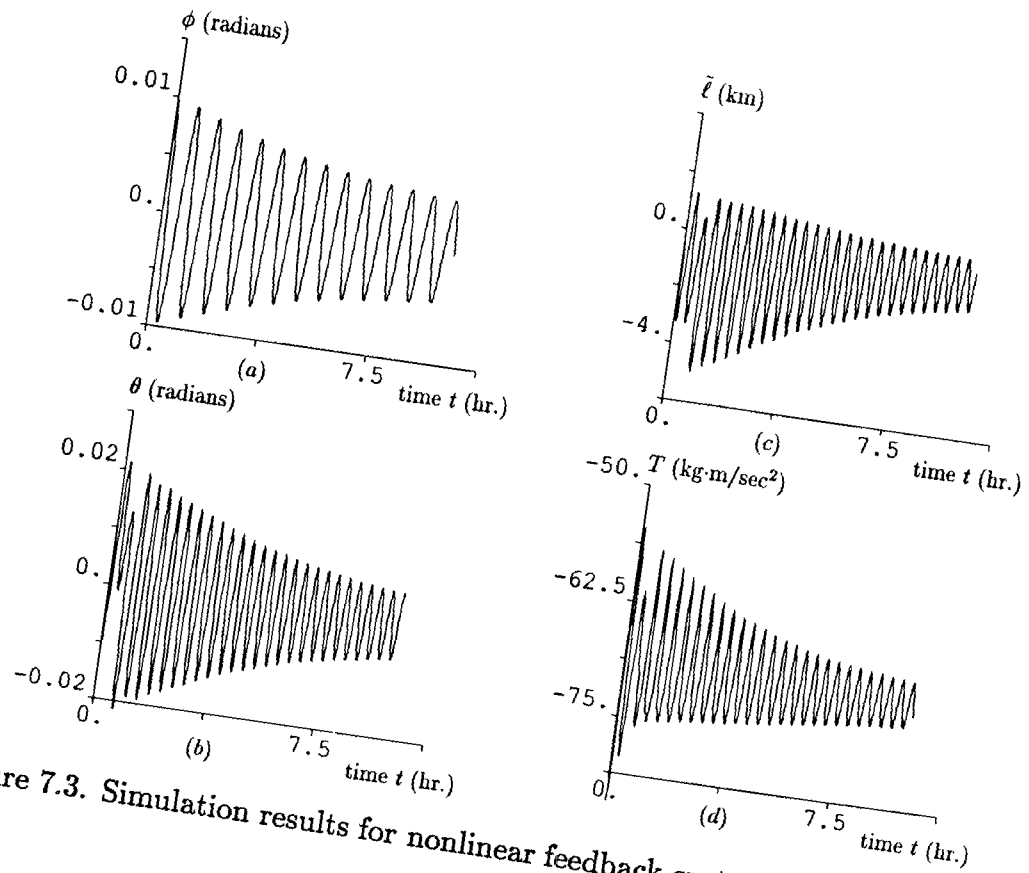 ϕ (radians)
0.01
0.
-0.01
0.
(a)
7.5
time t (hr.)
θ (radians)
0.02
0.
-0.02
0.
(b)
7.5
time t (hr.)
ℓ̃ (km)
0.
-4.
0.
(c)
7.5
time t (hr.)
-50.
T (kg·m/sec²)
-62.5
-75.
0.
(d)
7.5
time t (hr.)
7.3. Simulation results for nonlinear feedback